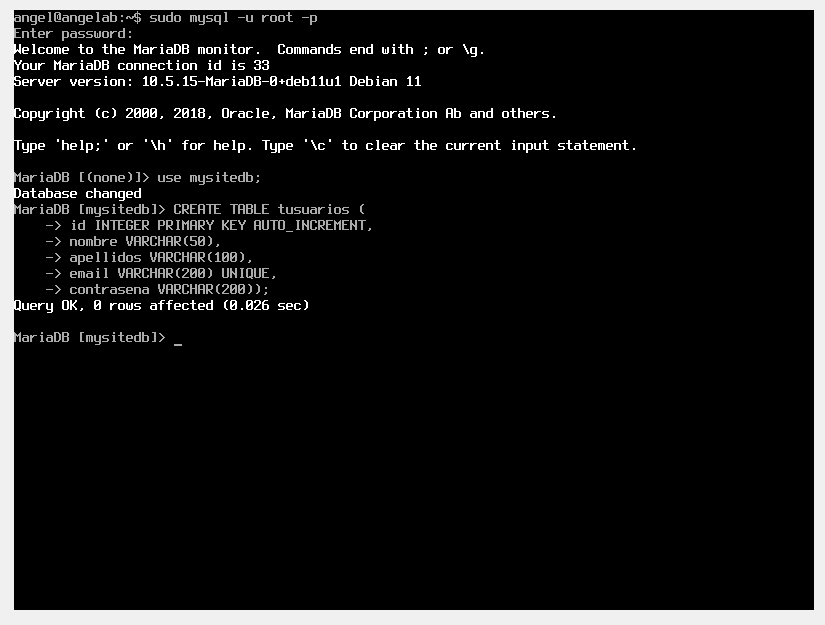 angel@angelab:~$ sudo mysql -u root -p
Enter password:
Welcome to the MariaDB monitor.  Commands end with ; or \g.
Your MariaDB connection id is 33
Server version: 10.5.15-MariaDB-0+deb11u1 Debian 11
Copyright (c) 2000, 2018, Oracle, MariaDB Corporation Ab and others.
Type 'help;' or '\h' for help. Type '\c' to clear the current input statement.
MariaDB [(none)]> use mysitedb;
Database changed
MariaDB [mysitedb]> CREATE TABLE tusuarios (
    -> id INTEGER PRIMARY KEY AUTO_INCREMENT,
    -> nombre VARCHAR(50),
    -> apellidos VARCHAR(100),
    -> email VARCHAR(200) UNIQUE,
    -> contrasena VARCHAR(200));
Query OK, 0 rows affected (0.026 sec)
MariaDB [mysitedb]> _